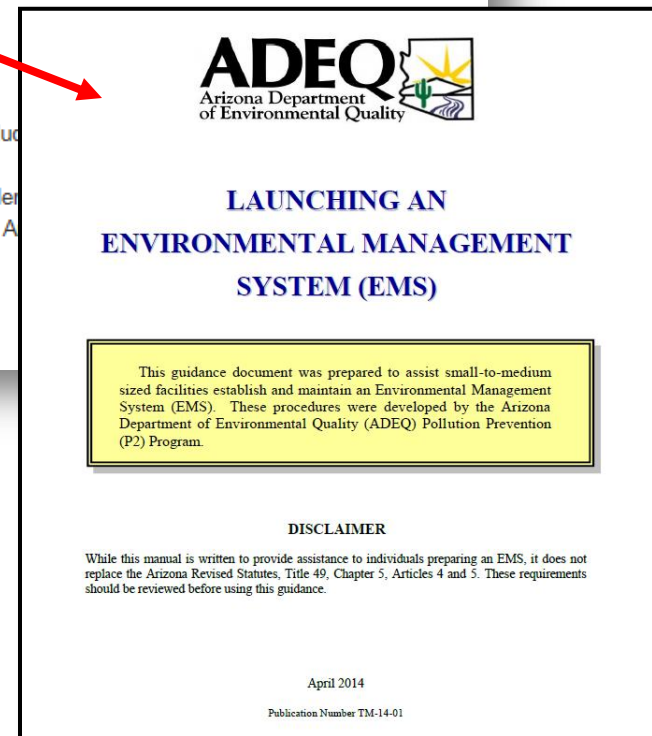 ADEQ
Arizona Department
of Environmental Quality
LAUNCHING AN
ENVIRONMENTAL MANAGEMENT
SYSTEM (EMS)
This guidance document was prepared to assist small-to-medium
sized facilities establish and maintain an Environmental Management
System (EMS). These procedures were developed by the Arizona
Department of Environmental Quality (ADEQ) Pollution Prevention
(P2) Program.
DISCLAIMER
While this manual is written to provide assistance to individuals preparing an EMS, it does not
replace the Arizona Revised Statutes, Title 49, Chapter 5, Articles 4 and 5. These requirements
should be reviewed before using this guidance.
April 2014
Publication Number TM-14-01